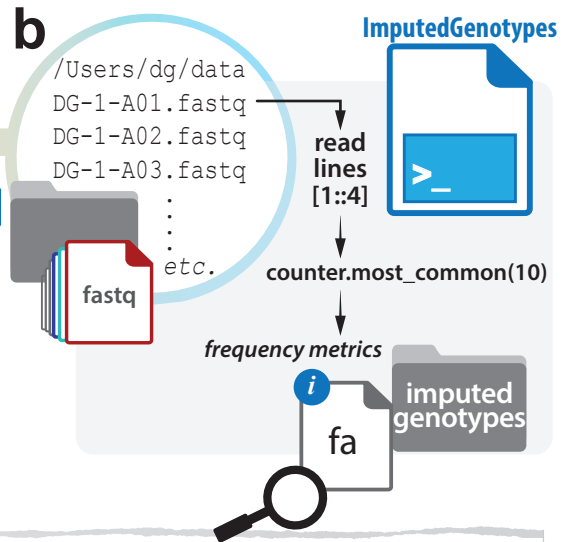 b
ImputedGenotypes
/Users/dg/data
DG-1-A01.fastq
DG-1-A02.fastq
DG-1-A03.fastq
.
.
.
.
etc.
read
lines
[1::4]
>_
fastq
counter.most_common(10)
frequency metrics
i
fa
imputed
genotypes